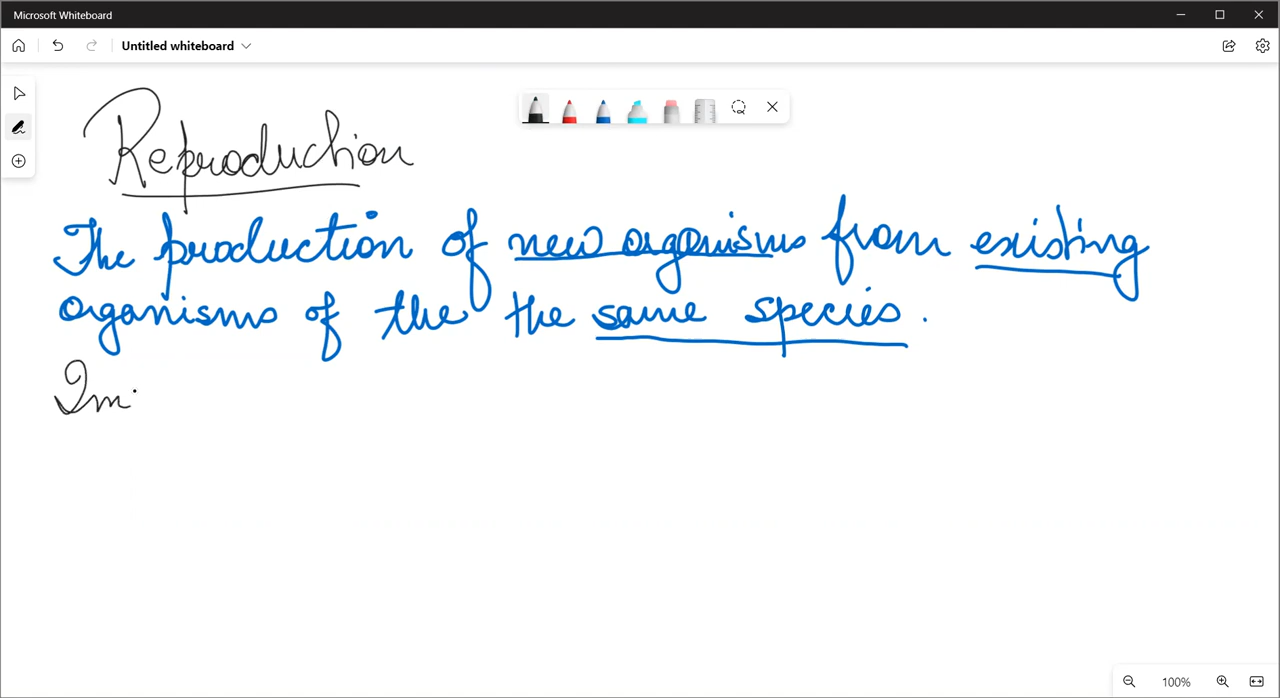 Microsoft Whiteboard
Untitled whiteboard
Reproduction
The production of new organisms from existing
organisms of the the same species.
Im
100%